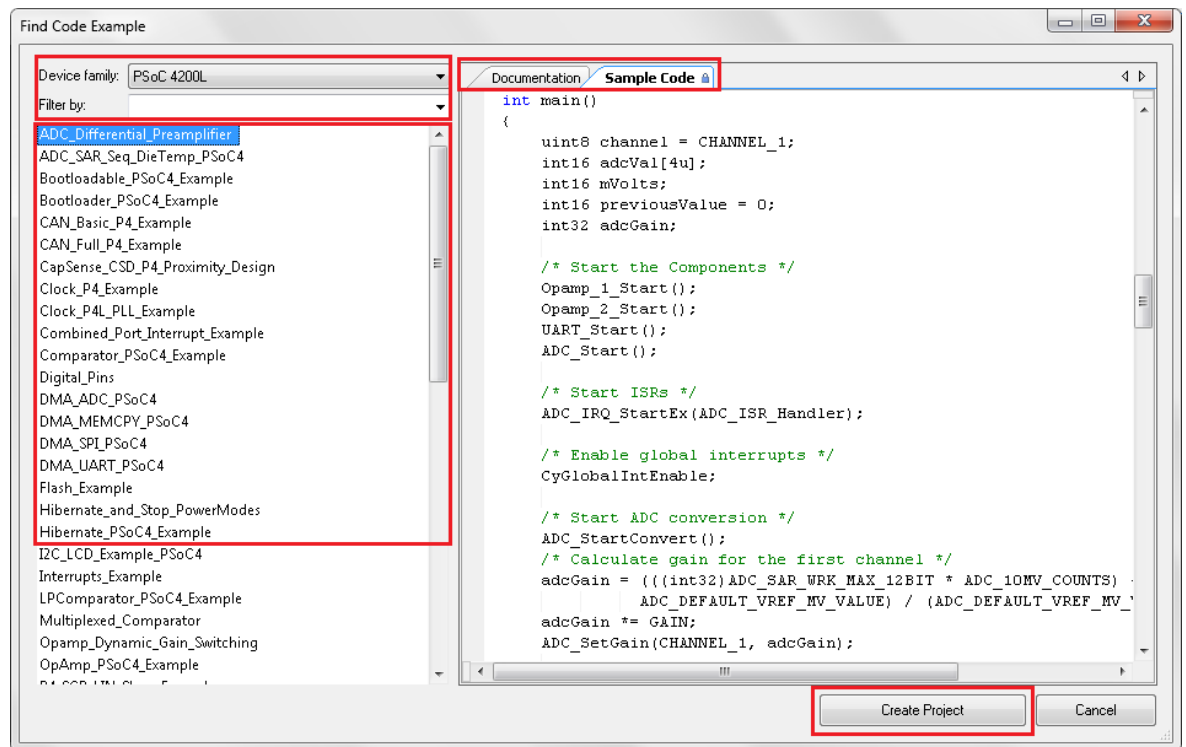 Find Code Example
Device family: PSoC 4200L
Filter by:
ADC_Differential_Preamplifier
ADC_SAR_Seq_DieTemp_PSoC4
Bootloadable_PSoC4_Example
Bootloader_PSoC4_Example
CAN_Basic_P4_Example
CAN_Full_P4_Example
CapSense_CSD_P4_Proximity_Design
Clock_P4_Example
Clock_P4L_PLL_Example
Combined_Port_Interrupt_Example
Comparator_PSoC4_Example
Digital_Pins
DMA_ADC_PSoC4
DMA_MEMCPY_PSoC4
DMA_SPI_PSoC4
DMA_UART_PSoC4
Flash_Example
Hibernate_and_Stop_PowerModes
Hibernate_PSoC4_Example
I2C_LCD_Example_PSoC4
Interrupts_Example
LPComparator_PSoC4_Example
Multiplexed_Comparator
Opamp_Dynamic_Gain_Switching
OpAmp_PSoC4_Example
Documentation Sample Code
int main()
{
uint8 channel = CHANNEL_1;
int16 adcVal[4u];
int16 mVolts;
int16 previousValue = 0;
int32 adcGain;
/* Start the Components */
Opamp_1_Start();
Opamp_2_Start();
UART_Start();
ADC_Start();
/* Start ISRs */
ADC_IRQ_StartEx(ADC_ISR_Handler);
/* Enable global interrupts */
CyGlobalIntEnable;
/* Start ADC conversion */
ADC_StartConvert();
/* Calculate gain for the first channel */
adcGain = (((int32)ADC_SAR_WRK_MAX_12BIT * ADC_10MV_COUNTS)
ADC_DEFAULT_VREF_MV_VALUE) / (ADC_DEFAULT_VREF_MV_
adcGain *= GAIN;
ADC_SetGain(CHANNEL_1, adcGain);
Create Project
Cancel